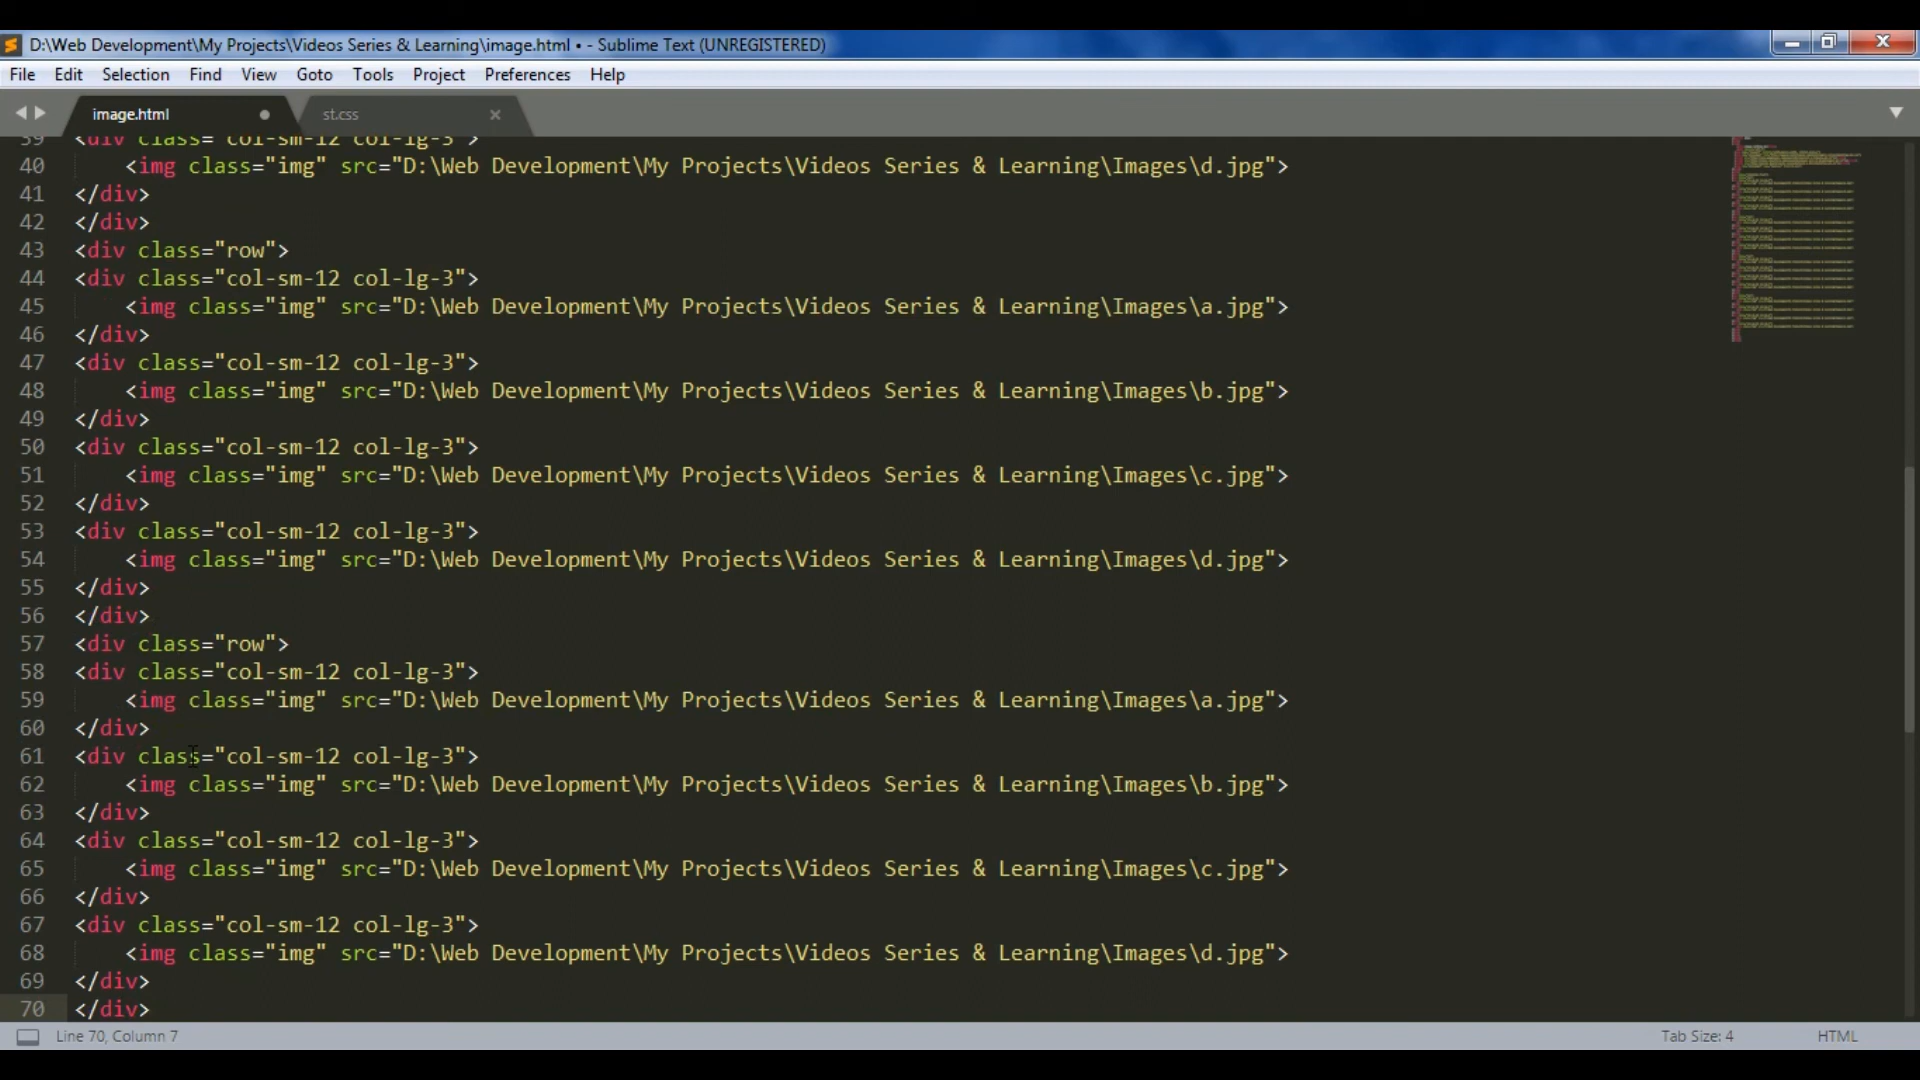 D:\Web Development\My Projects\Videos Series & Learning\image.html • - Sublime Text (UNREGISTERED)
File Edit Selection Find View Goto Tools Project Preferences Help
image.html st.css
39 <div class="col-sm-12 col-lg-3">
40 <img class="img" src="D:\Web Development\My Projects\Videos Series & Learning\Images\d.jpg">
41 </div>
42 </div>
43 <div class="row">
44 <div class="col-sm-12 col-lg-3">
45 <img class="img" src="D:\Web Development\My Projects\Videos Series & Learning\Images\a.jpg">
46 </div>
47 <div class="col-sm-12 col-lg-3">
48 <img class="img" src="D:\Web Development\My Projects\Videos Series & Learning\Images\b.jpg">
49 </div>
50 <div class="col-sm-12 col-lg-3">
51 <img class="img" src="D:\Web Development\My Projects\Videos Series & Learning\Images\c.jpg">
52 </div>
53 <div class="col-sm-12 col-lg-3">
54 <img class="img" src="D:\Web Development\My Projects\Videos Series & Learning\Images\d.jpg">
55 </div>
56 </div>
57 <div class="row">
58 <div class="col-sm-12 col-lg-3">
59 <img class="img" src="D:\Web Development\My Projects\Videos Series & Learning\Images\a.jpg">
60 </div>
61 <div class="col-sm-12 col-lg-3">
62 <img class="img" src="D:\Web Development\My Projects\Videos Series & Learning\Images\b.jpg">
63 </div>
64 <div class="col-sm-12 col-lg-3">
65 <img class="img" src="D:\Web Development\My Projects\Videos Series & Learning\Images\c.jpg">
66 </div>
67 <div class="col-sm-12 col-lg-3">
68 <img class="img" src="D:\Web Development\My Projects\Videos Series & Learning\Images\d.jpg">
69 </div>
70 </div>
Line 70, Column 7 Tab Size: 4 HTML